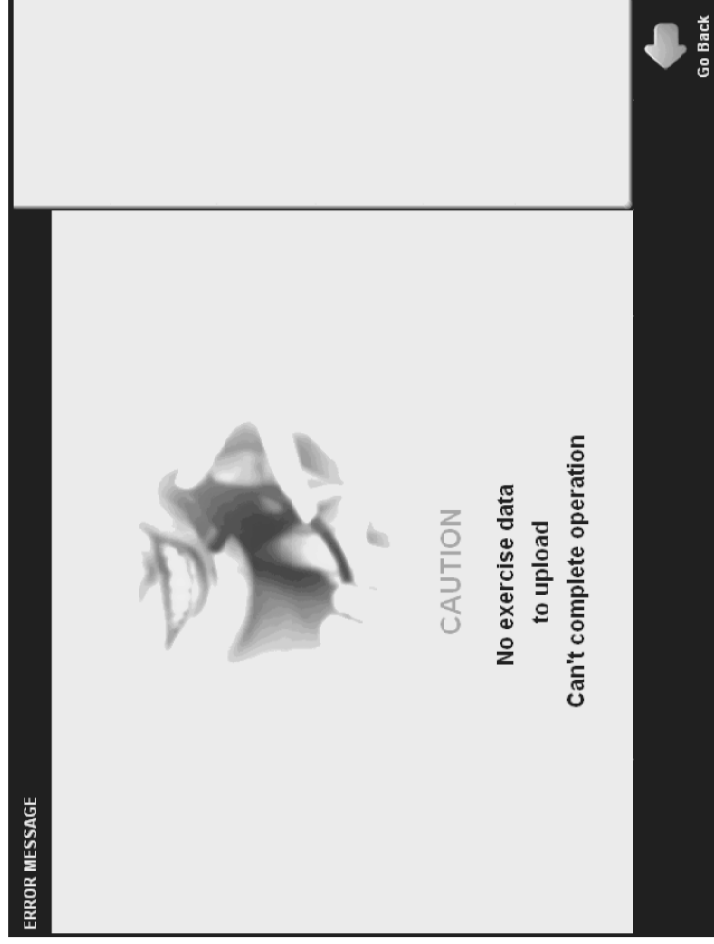 ERROR MESSAGE
CAUTION
No exercise data
to upload
Can't complete operation
Go Back